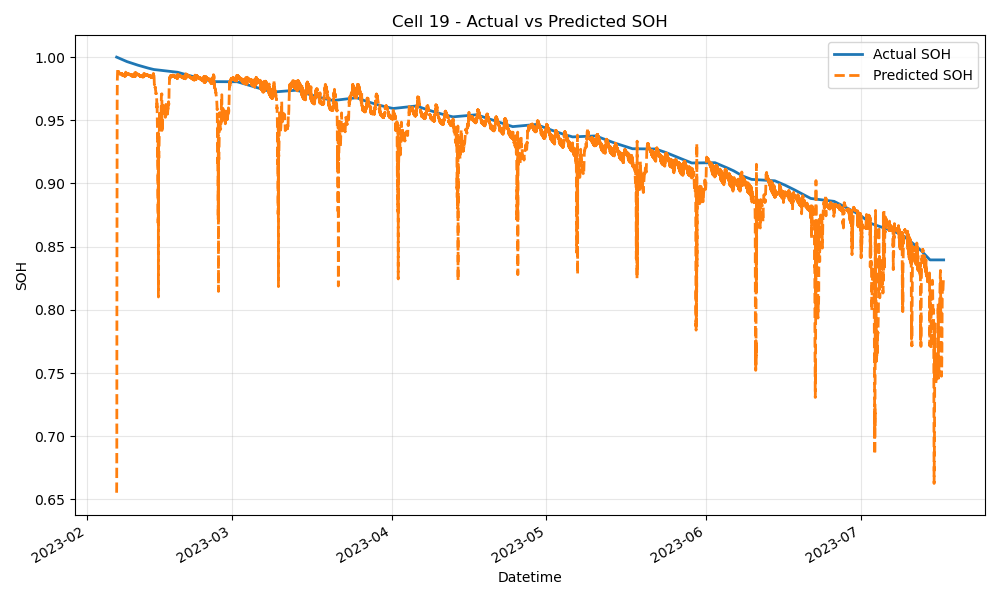 Cell 19 - Actual vs Predicted SOH
Actual SOH
Predicted SOH
1.00
0.95
0.90
0.85
0.80
0.75
0.70
0.65
SOH
2023-02
2023-03
2023-04
2023-05
2023-06
2023-07
Datetime